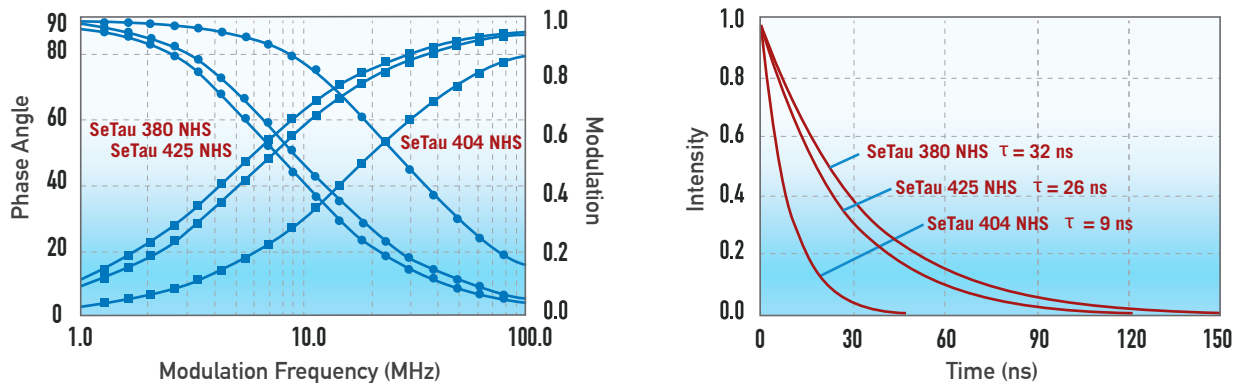 90
80
60
40
20
0
Phase Angle
SeTau 380 NHS
SeTau 425 NHS
SeTau 404 NHS
1.0
0.8
0.6
0.4
0.2
0.0
Modulation
1.0
10.0
100.0
Modulation Frequency (MHz)
1.0
0.8
0.6
0.4
0.2
0.0
Intensity
SeTau 380 NHS τ = 32 ns
SeTau 425 NHS τ = 26 ns
SeTau 404 NHS τ = 9 ns
0
30
60
90
120
150
Time (ns)